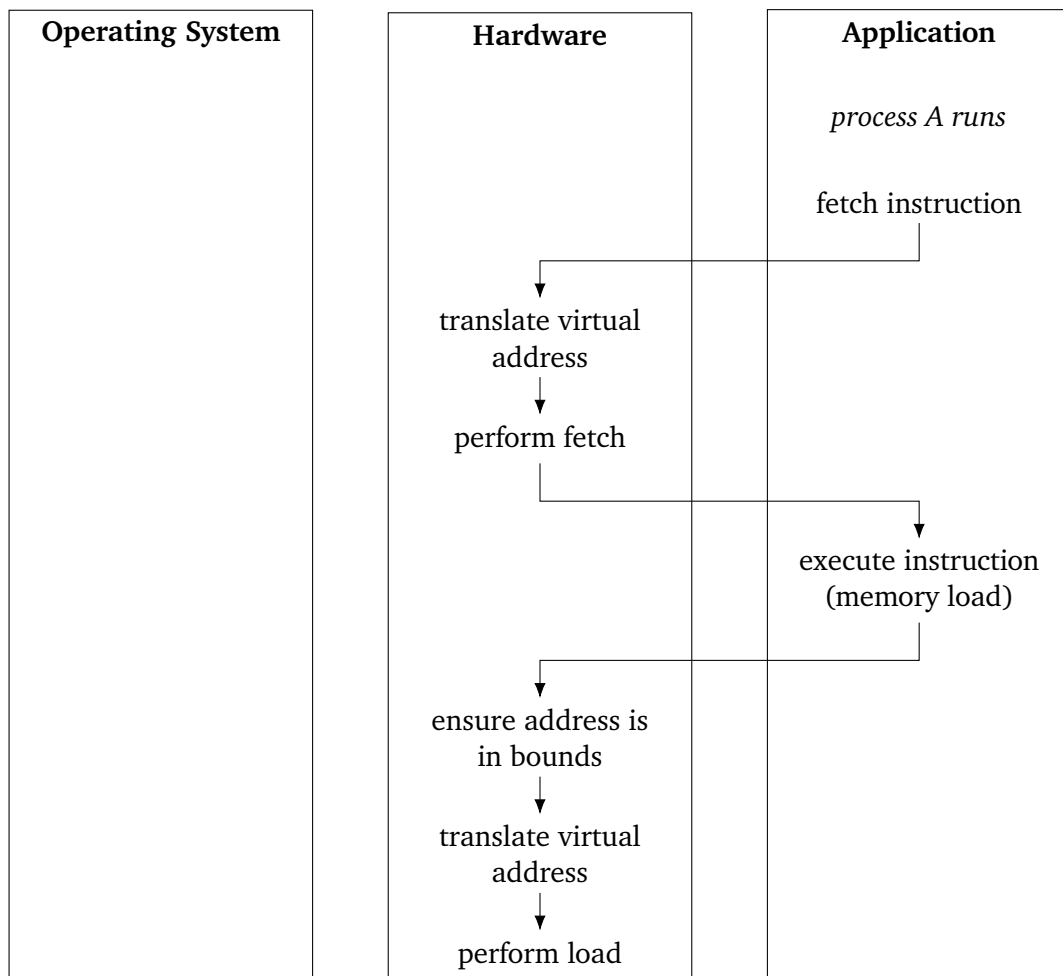 Operating System
Hardware
Application
process A runs
fetch instruction
translate virtual
address
perform fetch
execute instruction
(memory load)
ensure address is
in bounds
translate virtual
address
perform load